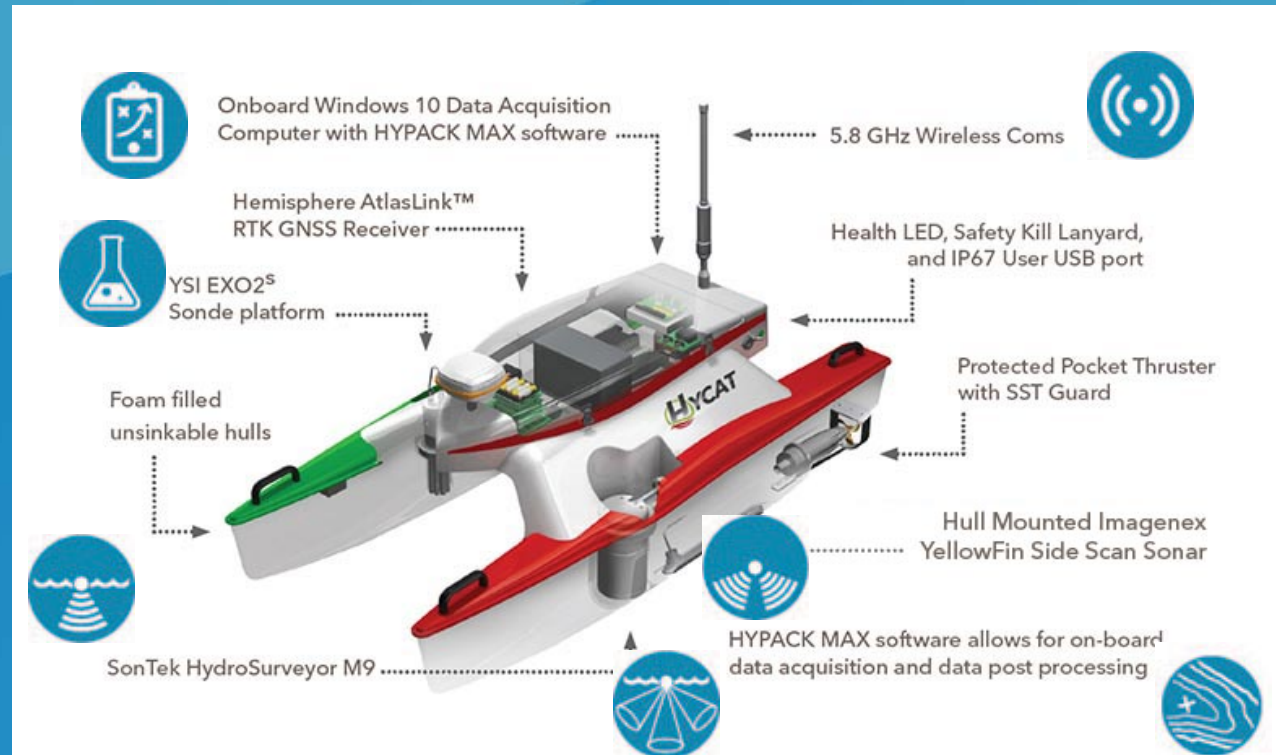 Onboard Windows 10 Data Acquisition
Computer with HYPACK MAX software
5.8 GHz Wireless Coms
Hemisphere AtlasLink™
RTK GNSS Receiver
Health LED, Safety Kill Lanyard,
and IP67 User USB port
YSI EXO2ˢ
Sonde platform
Protected Pocket Thruster
with SST Guard
Foam filled
unsinkable hulls
HYCAT
Hull Mounted Imagenex
YellowFin Side Scan Sonar
SonTek HydroSurveyor M9
HYPACK MAX software allows for on-board
data acquisition and data post processing